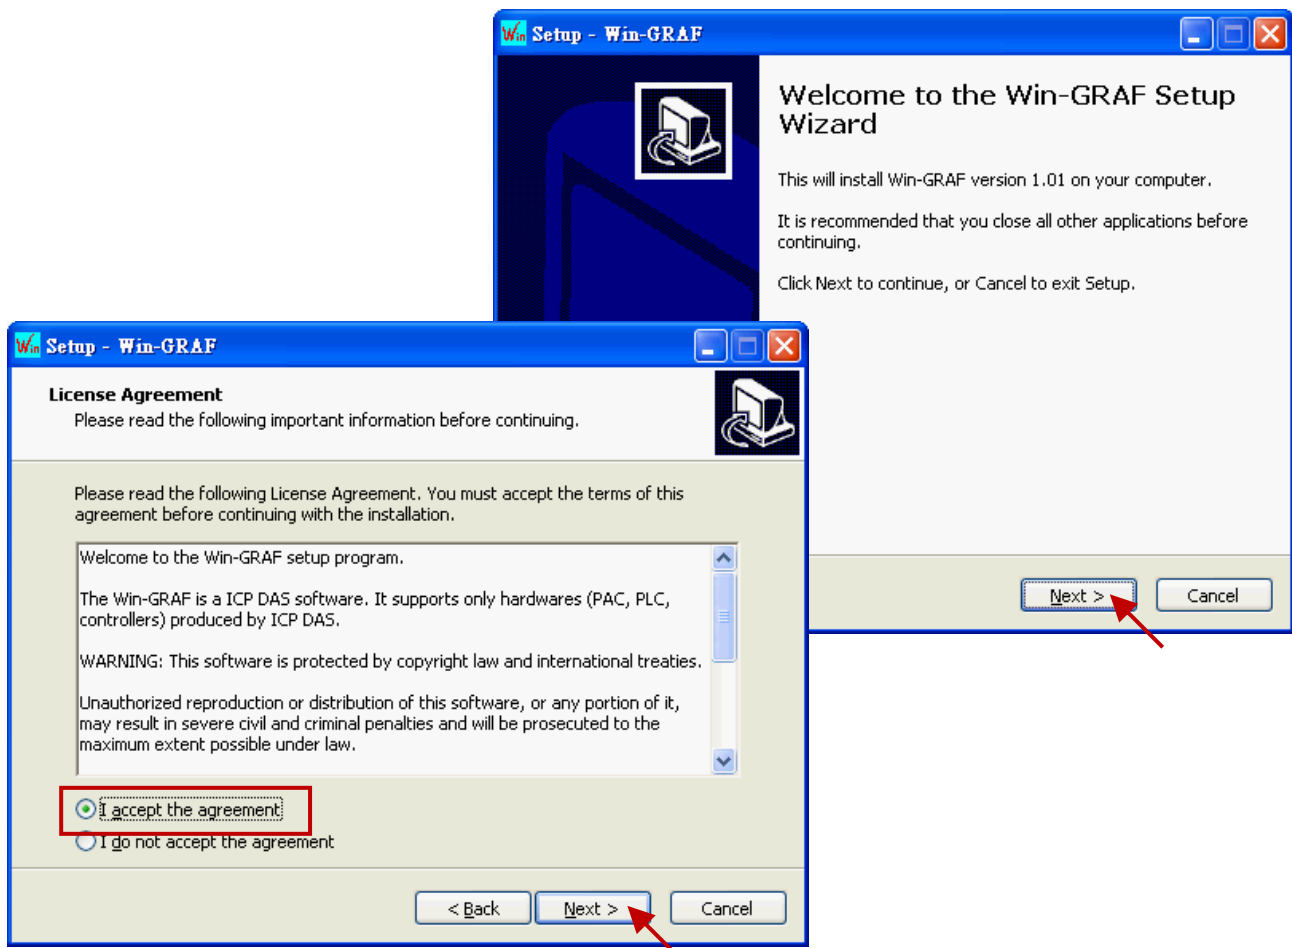 Win Setup - Win-GRAF
Welcome to the Win-GRAF Setup
Wizard
This will install Win-GRAF version 1.01 on your computer.
It is recommended that you close all other applications before
continuing.
Click Next to continue, or Cancel to exit Setup.
Next >
Cancel
Win Setup - Win-GRAF
License Agreement
Please read the following important information before continuing.
Please read the following License Agreement. You must accept the terms of this
agreement before continuing with the installation.
Welcome to the Win-GRAF setup program.
The Win-GRAF is a ICP DAS software. It supports only hardwares (PAC, PLC,
controllers) produced by ICP DAS.
WARNING: This software is protected by copyright law and international treaties.
Unauthorized reproduction or distribution of this software, or any portion of it,
may result in severe civil and criminal penalties and will be prosecuted to the
maximum extent possible under law.
I accept the agreement
I do not accept the agreement
< Back
Next >
Cancel